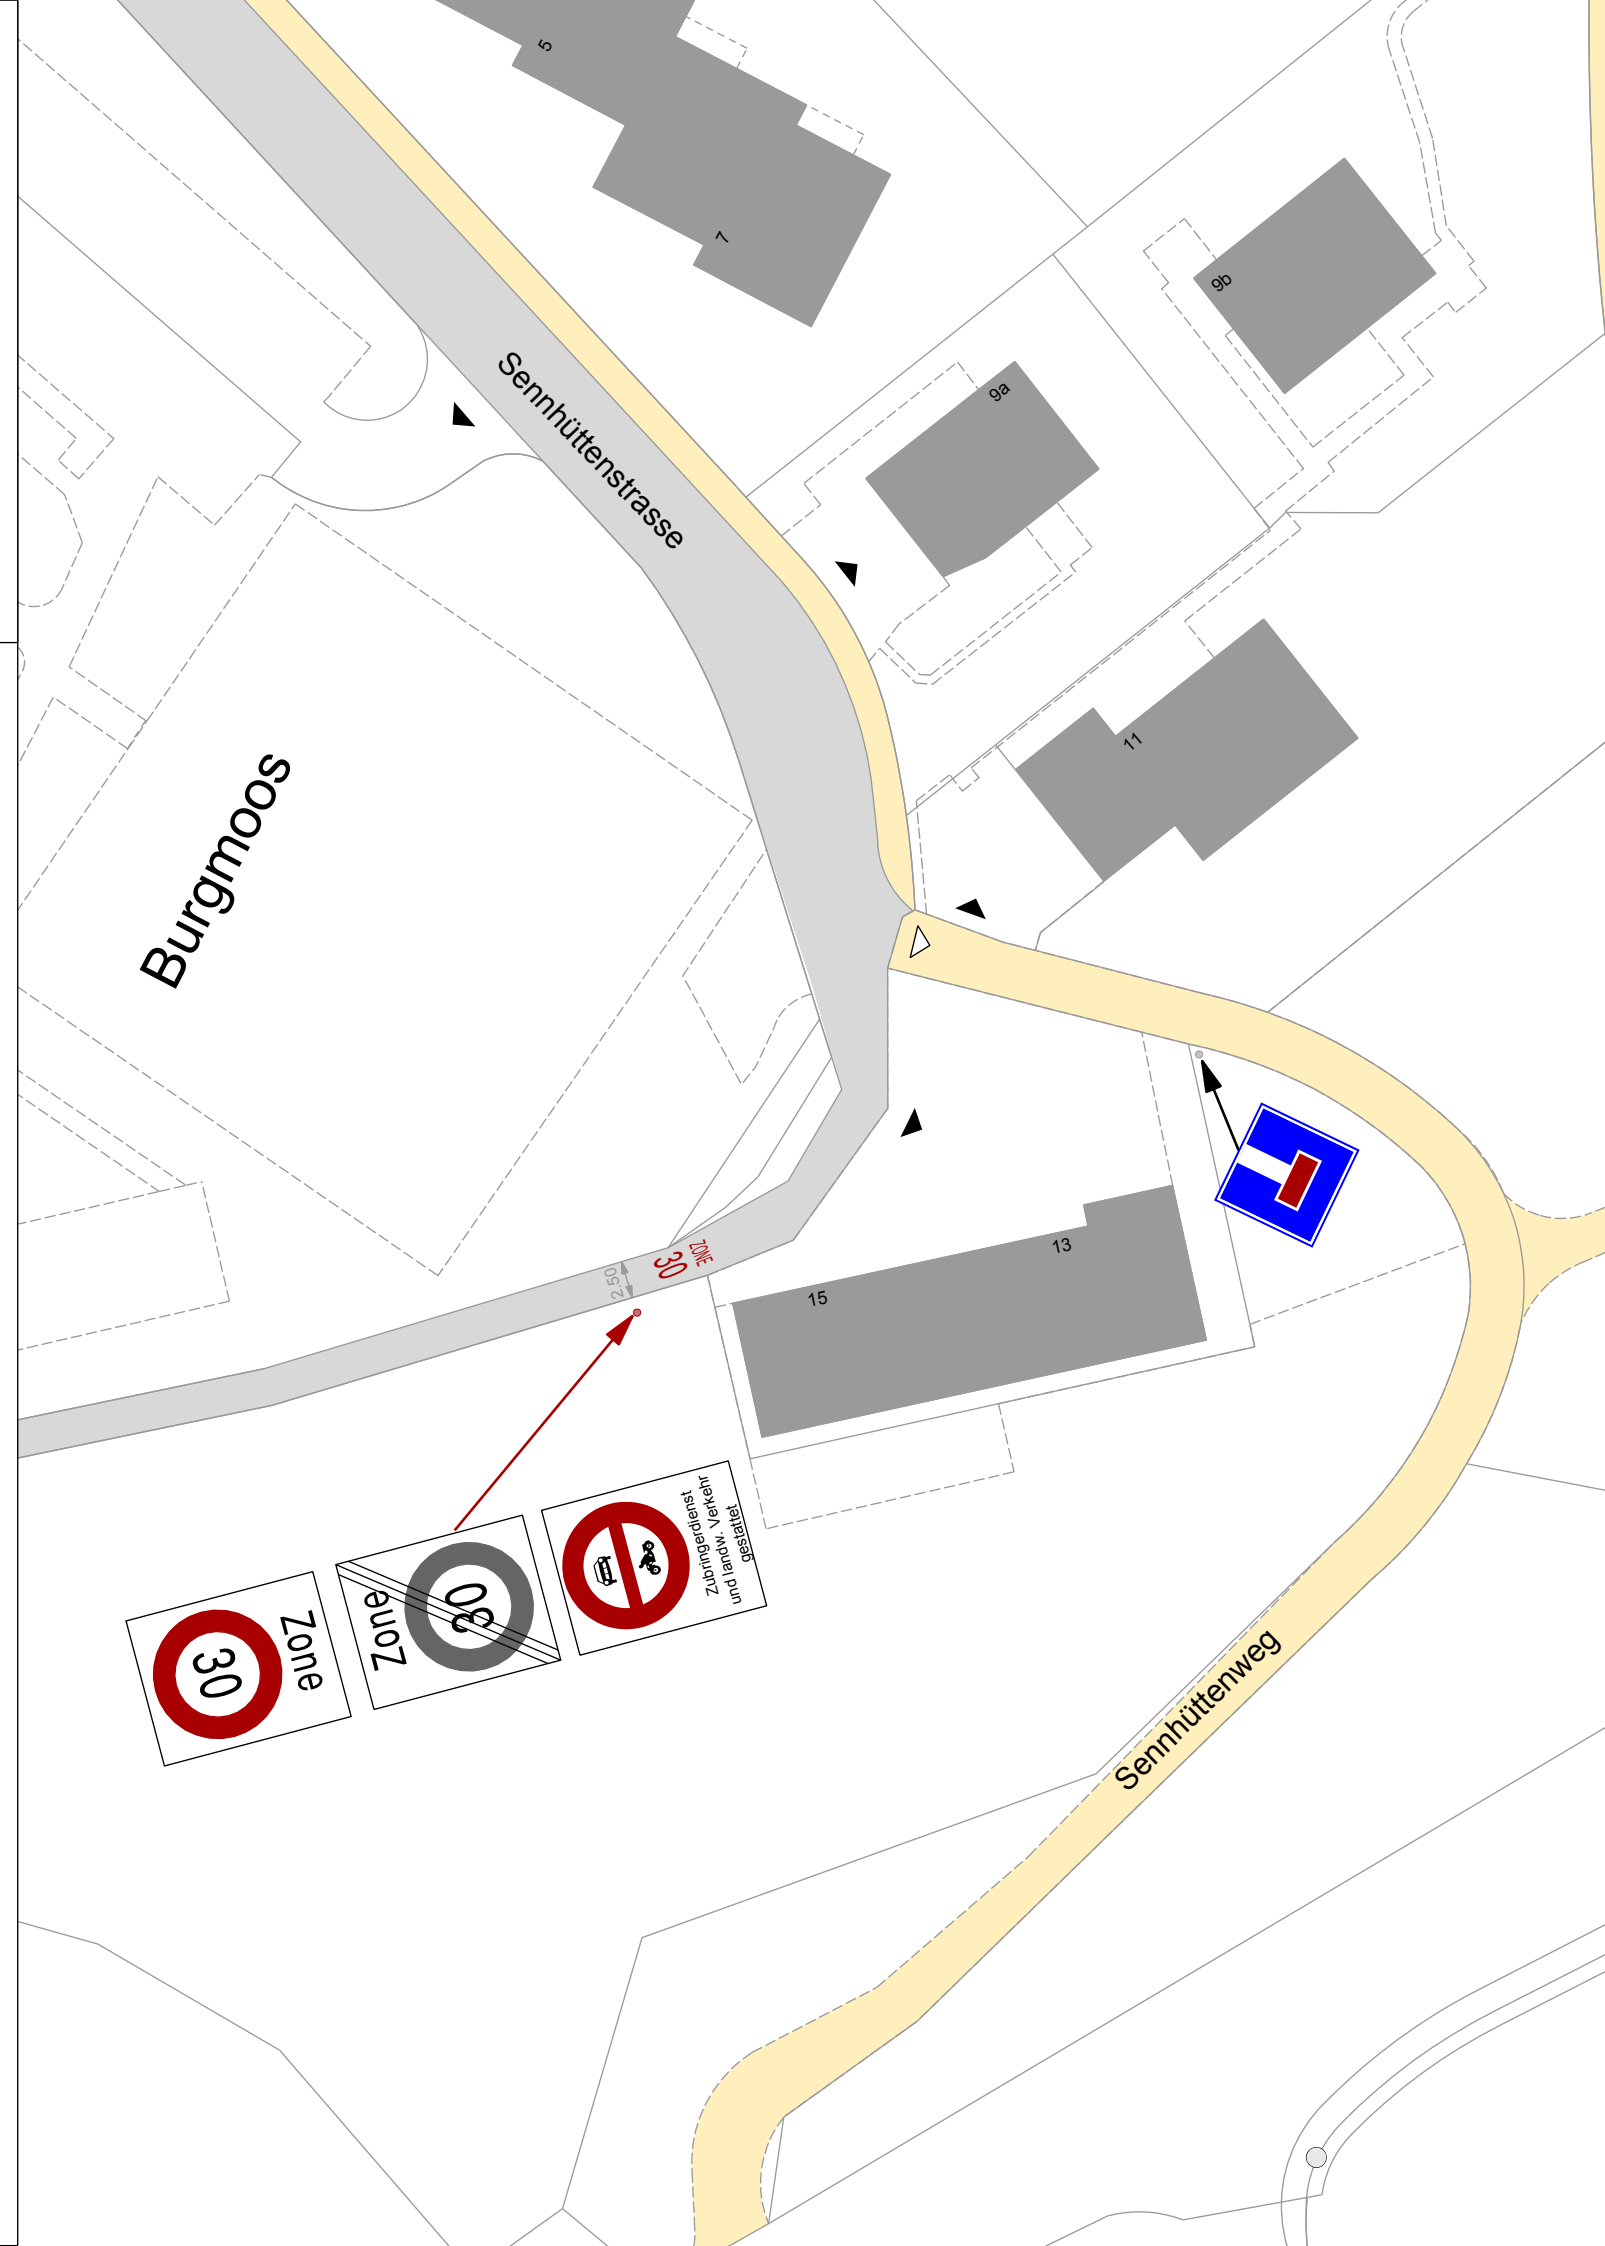 5
7
9b
9a
Sennhüttenstrasse
11
Burgmoos
13
ZONE
30
2.50
15
Zubringerdienst
und landw. Verkehr
gestattet
Zone
30
Zone
30
Sennhüttenweg